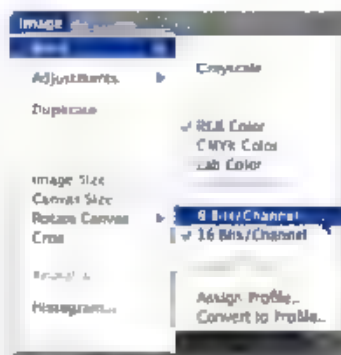 Image
Adjustments
Duplicate
Image Size
Canvas Size
Rotate Canvas
Crop
Histogram...
Grayscale
RGB Color
CMYK Color
Lab Color
8 Bits/Channel
16 Bits/Channel
Assign Profile...
Convert to Profile...